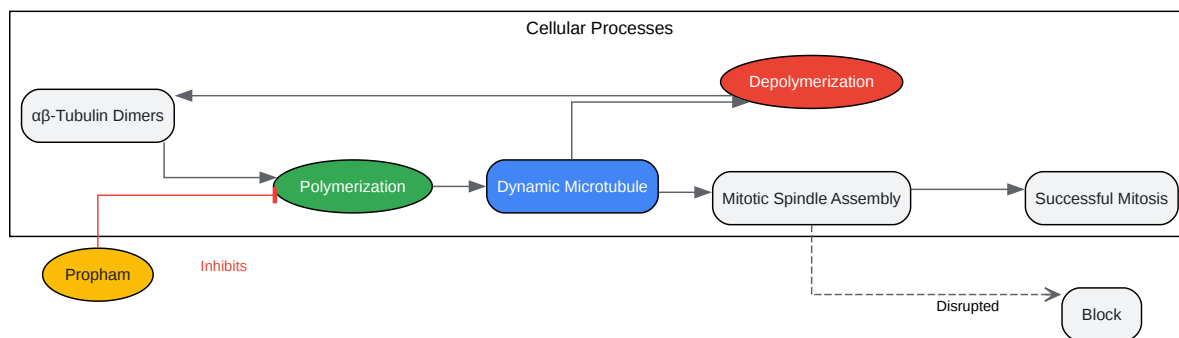 Cellular Processes
Depolymerization
αβ-Tubulin Dimers
Polymerization
Dynamic Microtubule
Mitotic Spindle Assembly
Successful Mitosis
Propham
Inhibits
Disrupted
Block